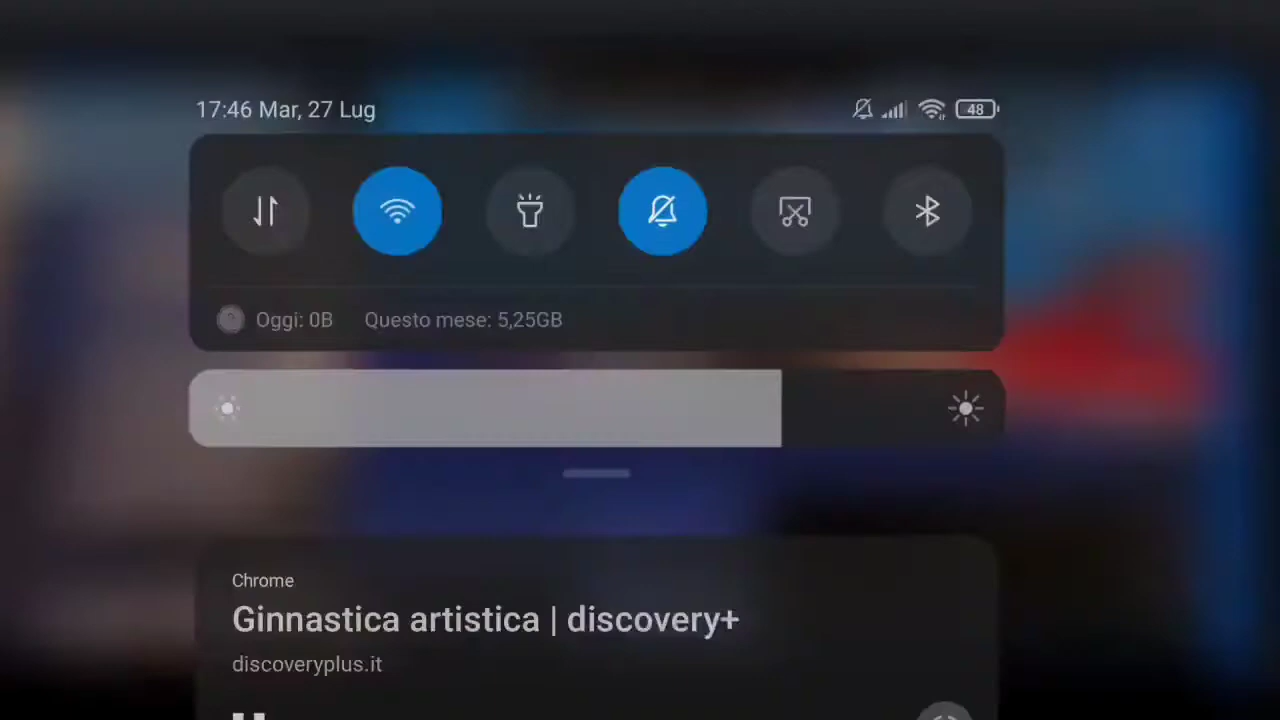 17:46 Mar, 27 Lug
48
Oggi: 0B Questo mese: 5,25GB
Chrome
Ginnastica artistica | discovery+
discoveryplus.it